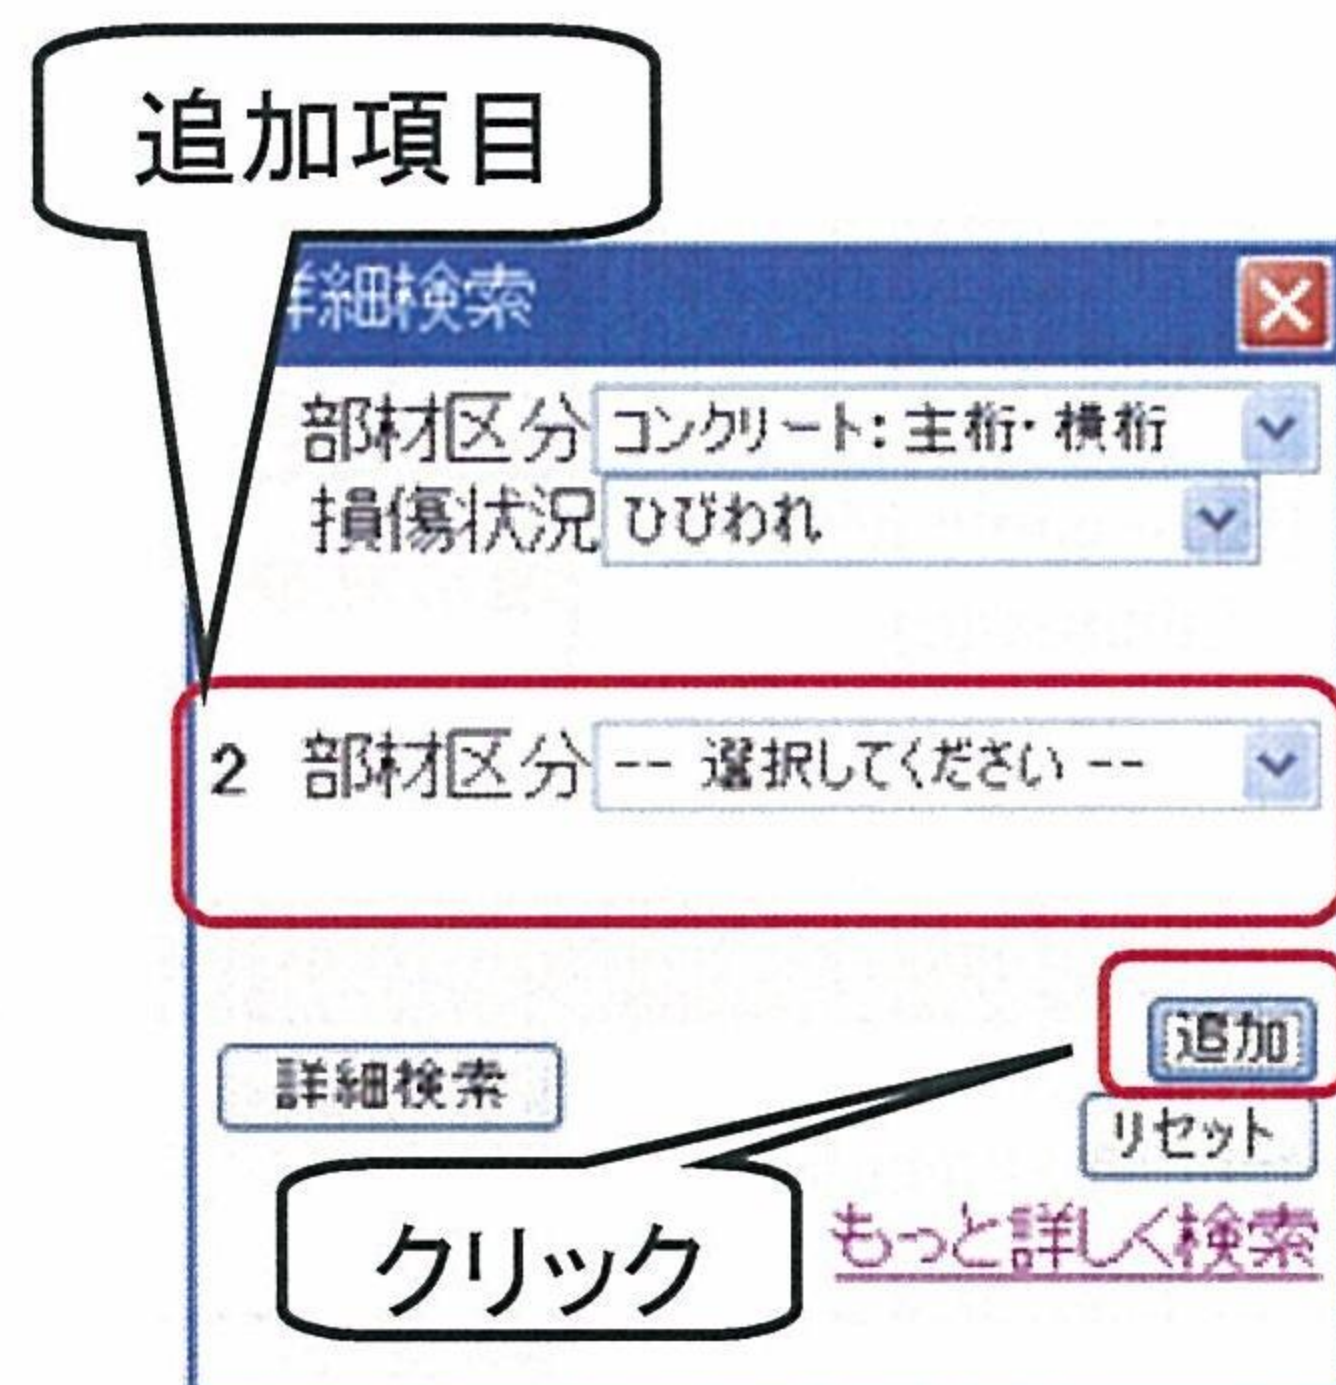 追加項目
詳細検索
部材区分 コンクリート：主桁・横桁
損傷状況 ひびわれ
2 部材区分 -- 選択してください --
追加
詳細検索
リセット
もっと詳しく検索
クリック